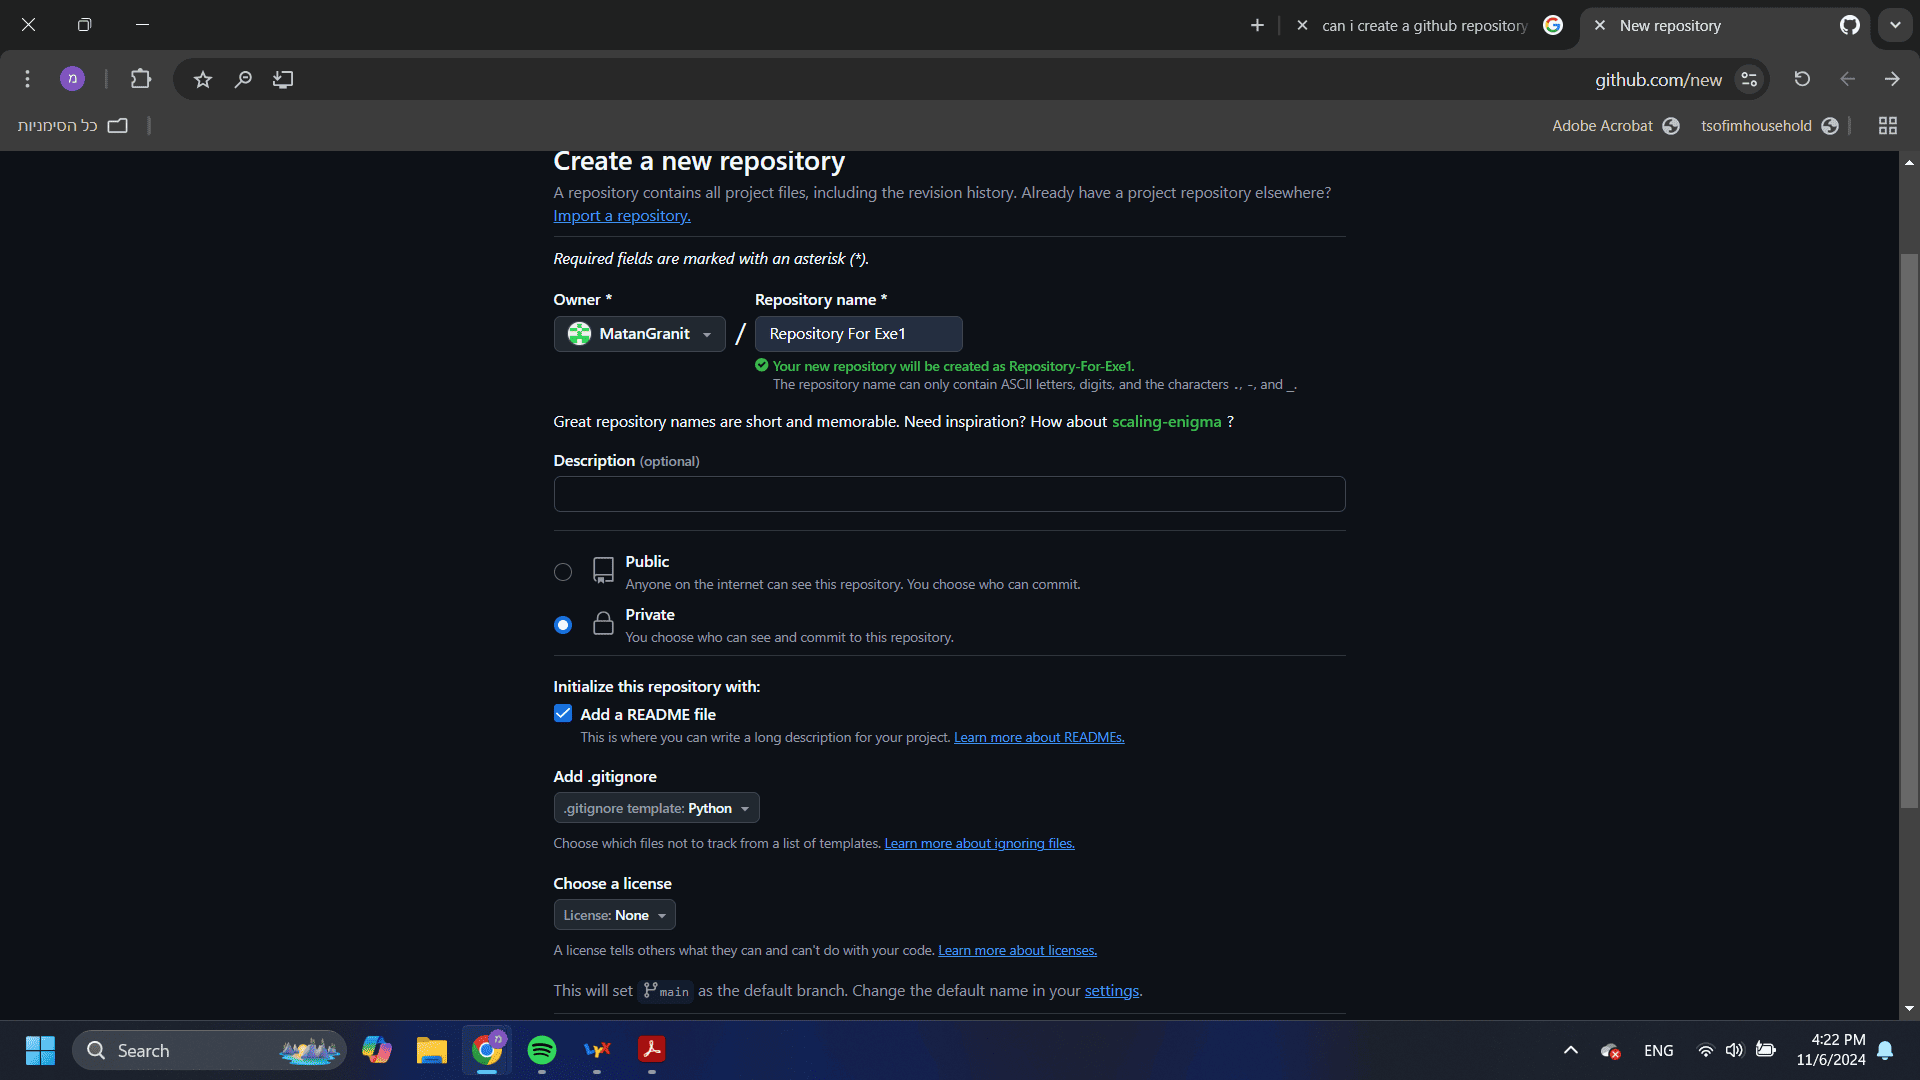 can i create a github repository
New repository
מ
github.com/new
כל הסימניות
Adobe Acrobat
tsofimhousehold
Create a new repository
A repository contains all project files, including the revision history. Already have a project repository elsewhere?
Import a repository.
Required fields are marked with an asterisk (*).
Owner *
Repository name *
MatanGranit
/
Repository For Exe1
Your new repository will be created as Repository-For-Exe1.
The repository name can only contain ASCII letters, digits, and the characters ., -, and _.
Great repository names are short and memorable. Need inspiration? How about scaling-enigma ?
Description (optional)
Public
Anyone on the internet can see this repository. You choose who can commit.
Private
You choose who can see and commit to this repository.
Initialize this repository with:
Add a README file
This is where you can write a long description for your project. Learn more about READMEs.
Add .gitignore
.gitignore template: Python
Choose which files not to track from a list of templates. Learn more about ignoring files.
Choose a license
License: None
A license tells others what they can and can't do with your code. Learn more about licenses.
This will set main as the default branch. Change the default name in your settings.
Search
מ
LyX
ENG
4:22 PM
11/6/2024